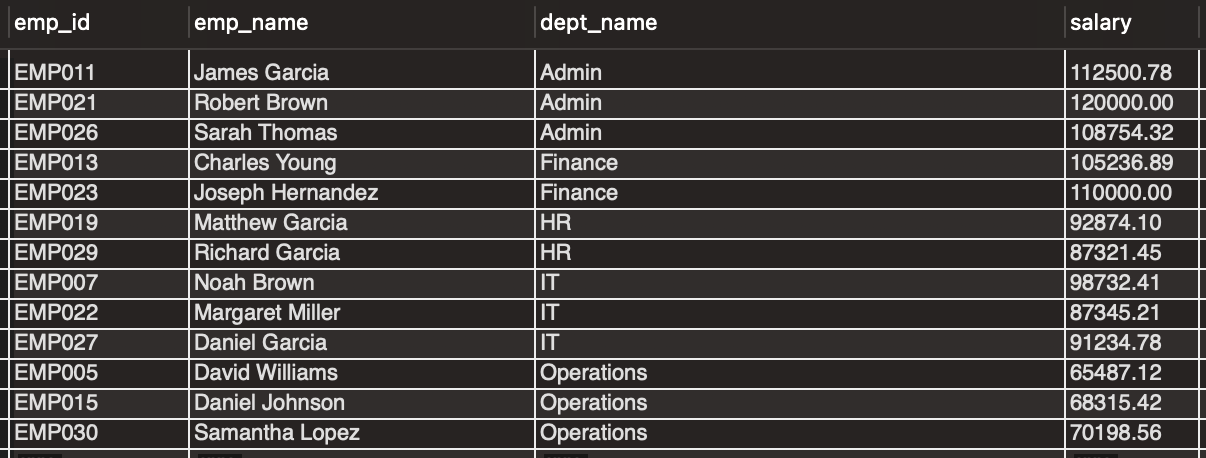 emp_id emp_name dept_name salary
EMP011 James Garcia Admin 112500.78
EMP021 Robert Brown Admin 120000.00
EMP026 Sarah Thomas Admin 108754.32
EMP013 Charles Young Finance 105236.89
EMP023 Joseph Hernandez Finance 110000.00
EMP019 Matthew Garcia HR 92874.10
EMP029 Richard Garcia HR 87321.45
EMP007 Noah Brown IT 98732.41
EMP022 Margaret Miller IT 87345.21
EMP027 Daniel Garcia IT 91234.78
EMP005 David Williams Operations 65487.12
EMP015 Daniel Johnson Operations 68315.42
EMP030 Samantha Lopez Operations 70198.56